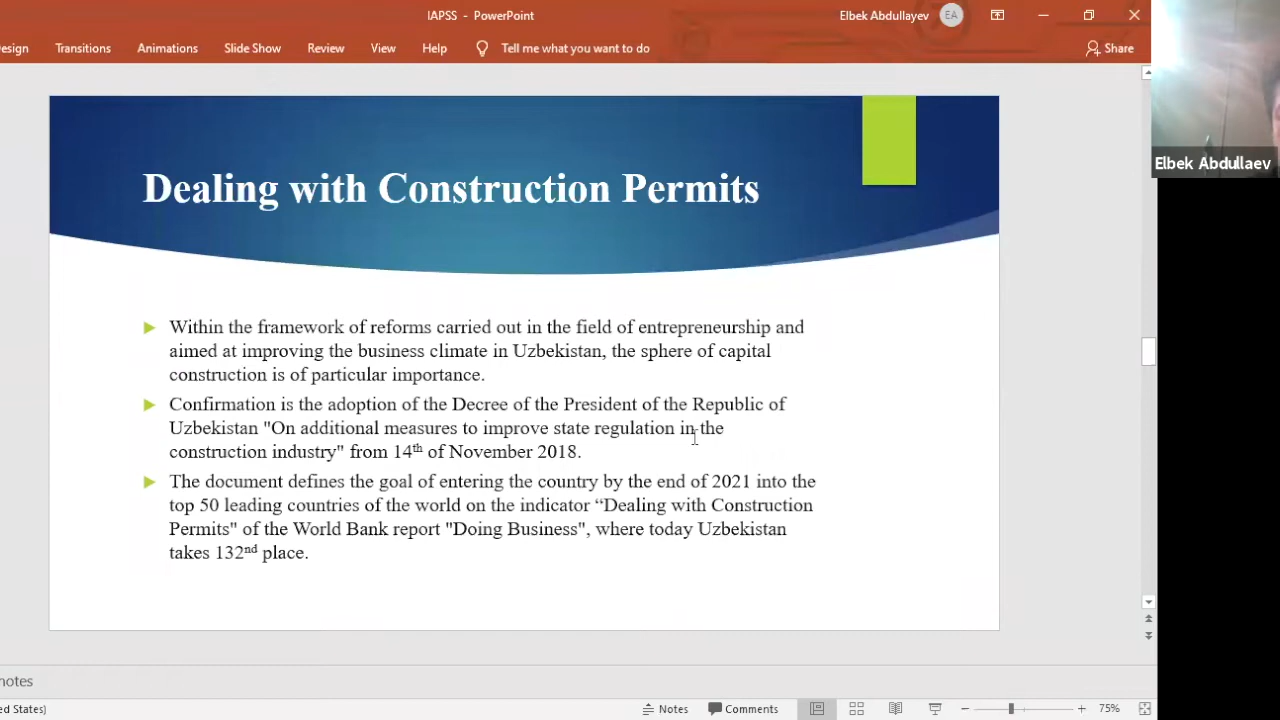 IAPSS - PowerPoint
Elbek Abdullayev
EA
esign
Transitions
Animations
Slide Show
Review
View
Help
Tell me what you want to do
Share
Elbek Abdullaev
Dealing with Construction Permits
Within the framework of reforms carried out in the field of entrepreneurship and
aimed at improving the business climate in Uzbekistan, the sphere of capital
construction is of particular importance.
Confirmation is the adoption of the Decree of the President of the Republic of
Uzbekistan "On additional measures to improve state regulation in the
construction industry" from 14th of November 2018.
The document defines the goal of entering the country by the end of 2021 into the
top 50 leading countries of the world on the indicator “Dealing with Construction
Permits" of the World Bank report "Doing Business", where today Uzbekistan
takes 132nd place.
notes
ed States)
Notes
Comments
75%